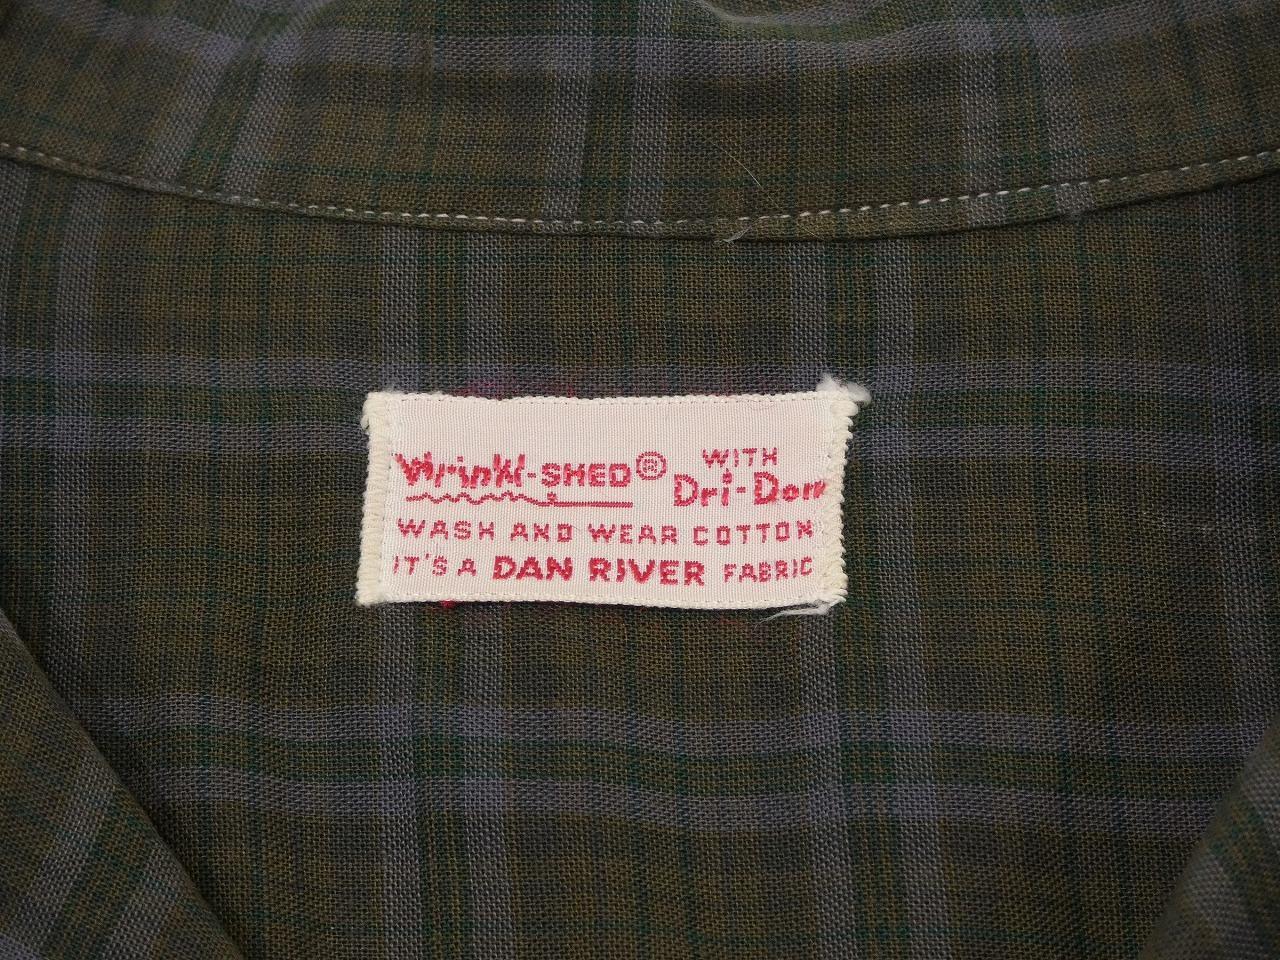 Wrinkl-SHED® WITH Dri-Don
WASH AND WEAR COTTON
IT'S A DAN RIVER FABRIC